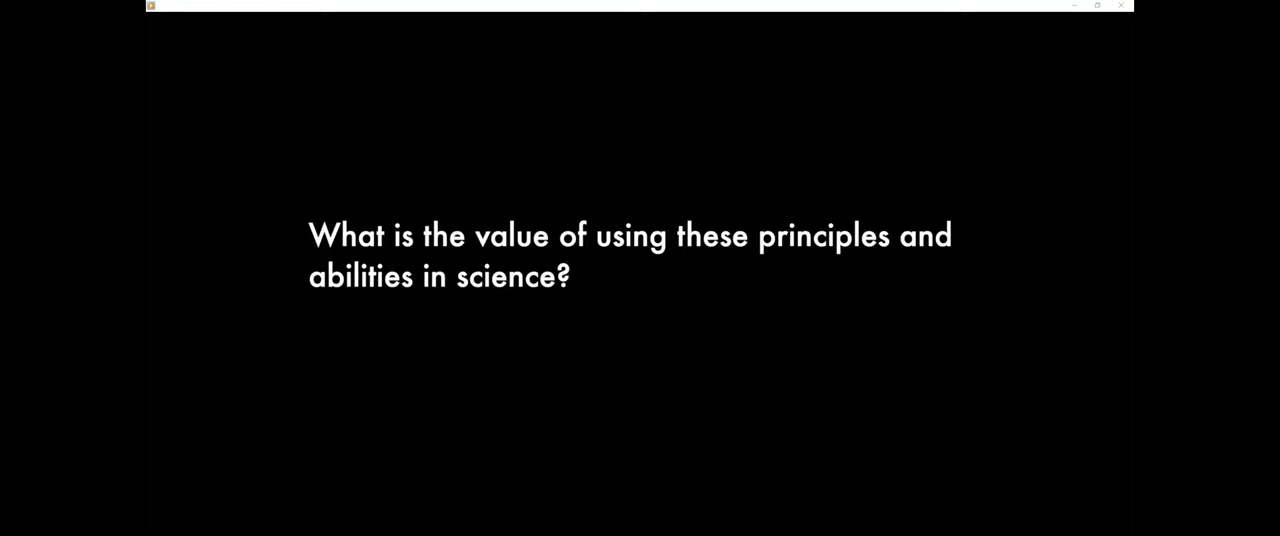 What is the value of using these principles and
abilities in science?